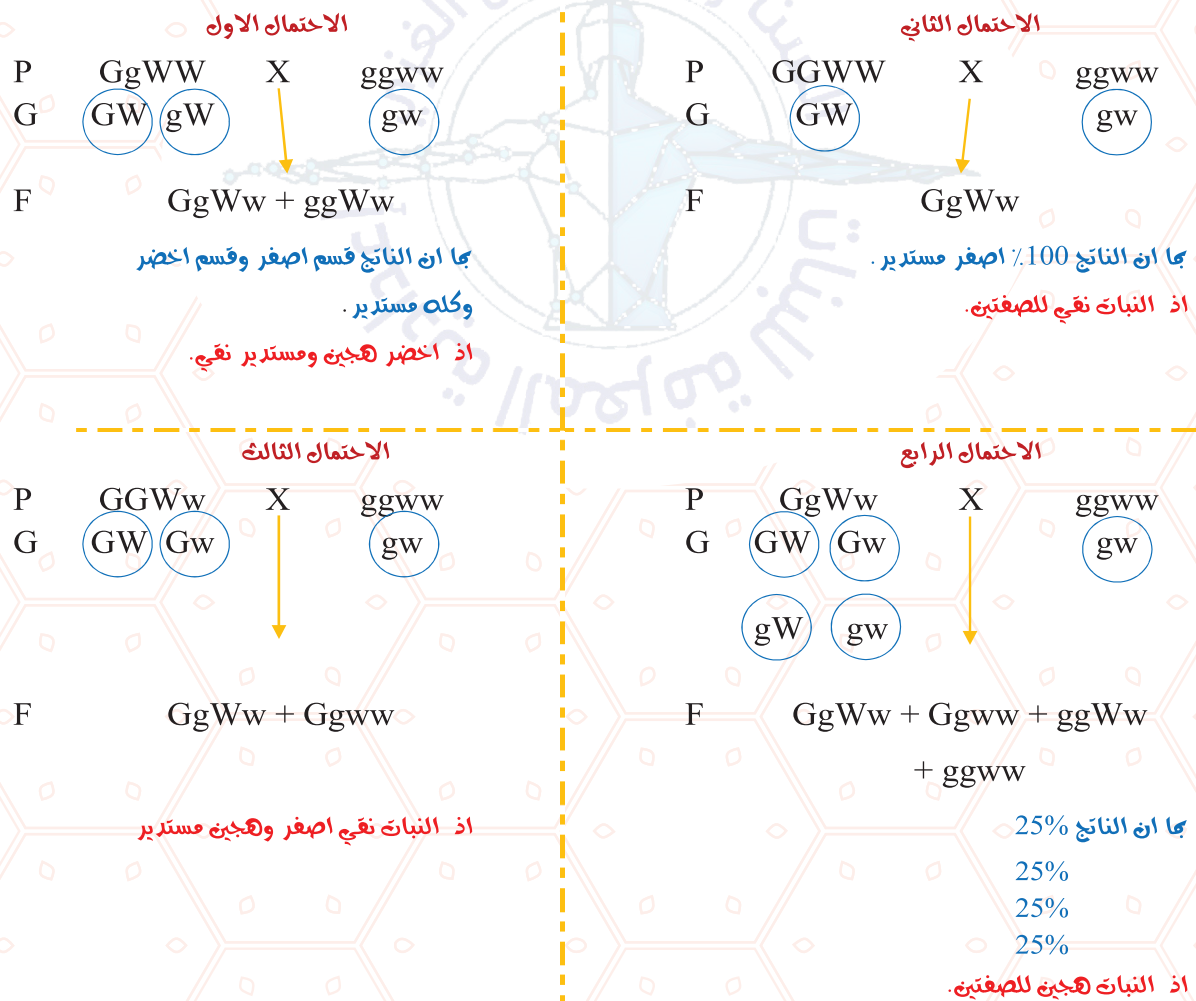 الاحتمال الاول
P GgWW X ggww
G GW gW gw
F GgWw + ggWw
بما ان الناتج قسم اصفر وقسم اخضر
وكله مستدير .
اذ اخضر هجين ومستدير نقي.
الاحتمال الثاني
P GGWW X ggww
G GW gw
F GgWw
بما ان الناتج 100٪ اصفر مستدير .
اذ النبات نقي للصفتين.
الاحتمال الثالث
P GGWw X ggww
G GW Gw gw
F GgWw + Ggww
اذ النبات نقي اصفر وهجين مستدير
الاحتمال الرابع
P GgWw X ggww
G GW Gw gw
gW gw
F GgWw + Ggww + ggWw
+ ggww
بما ان الناتج 25%
25%
25%
25%
اذ النبات هجين للصفتين.